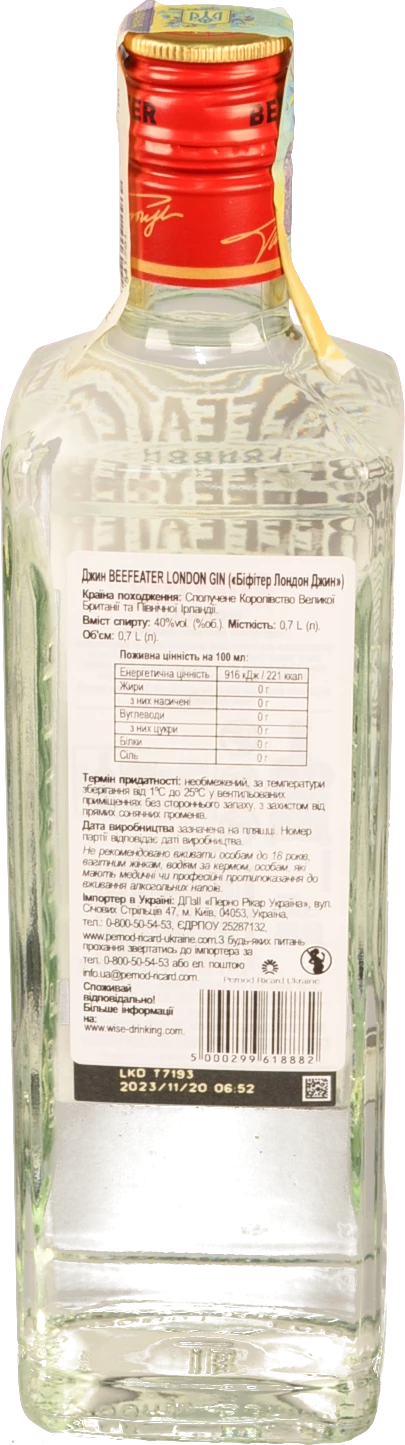 BE
Джин BEEFEATER LONDON GIN («Біфітер Лондон Джин»)
Країна походження: Сполучене Королівство Великої
Британії та Північної Ірландії.
Вміст спирту: 40%vol. (%об.). Місткість: 0,7 L (л).
Об'єм: 0,7 L (л).
Поживна цінність на 100 мл:
Енергетична цінність 916 кДж / 221 ккал
Жири 0 г
з них насичені 0 г
Вуглеводи 0 г
з них цукри 0 г
Білки 0 г
Сіль 0 г
Термін придатності: необмежений, за температури
зберігання від 1°C до 25°C у вентильованих
приміщеннях без стороннього запаху, з захистом від
прямих сонячних променів.
Дата виробництва зазначена на пляшці. Номер
партії відповідає даті виробництва.
Не рекомендовано вживати особам до 18 років,
вагітним жінкам, водіям за кермом, особам, які
мають медичні чи професійні протипоказання до
вживання алкогольних напоїв.
Імпортер в Україні: ДПзІІ «Перно Рікар Україна», вул.
Січових Стрільців 47, м. Київ, 04053, Україна,
тел.: 0-800-50-54-53, ЄДРПОУ 25287132,
www.pernod-ricard-ukraine.com.З будь-яких питань
прохання звертатись до імпортера за
тел. 0-800-50-54-53 або ел. поштою
info.ua@pernod-ricard.com.
Pernod Ricard Ukraine
Споживай
відповідально!
Більше інформації
на:
www.wise-drinking.com.
5 000299 618882
LKD T7193
2023/11/20 06:52